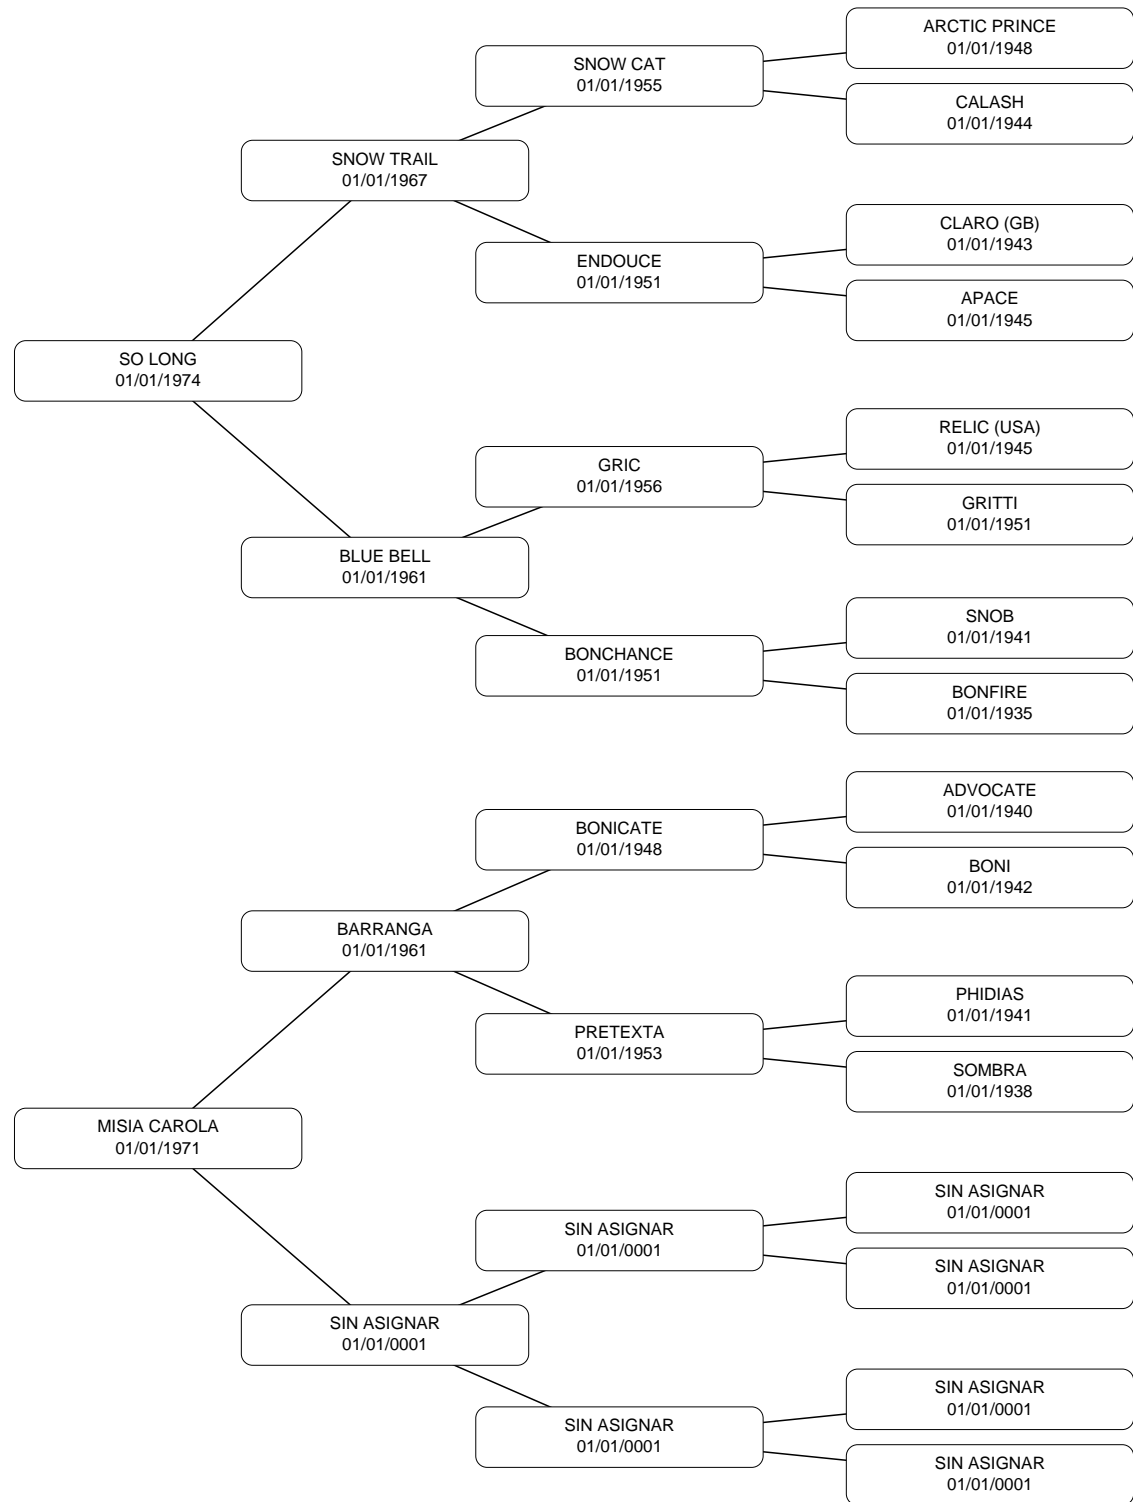 ARCTIC PRINCE
01/01/1948
SNOW CAT
01/01/1955
CALASH
01/01/1944
SNOW TRAIL
01/01/1967
CLARO (GB)
01/01/1943
ENDOUCE
01/01/1951
APACE
01/01/1945
SO LONG
01/01/1974
RELIC (USA)
01/01/1945
GRIC
01/01/1956
GRITTI
01/01/1951
BLUE BELL
01/01/1961
SNOB
01/01/1941
BONCHANCE
01/01/1951
BONFIRE
01/01/1935
ADVOCATE
01/01/1940
BONICATE
01/01/1948
BONI
01/01/1942
BARRANGA
01/01/1961
PHIDIAS
01/01/1941
PRETEXTA
01/01/1953
SOMBRA
01/01/1938
MISIA CAROLA
01/01/1971
SIN ASIGNAR
01/01/0001
SIN ASIGNAR
01/01/0001
SIN ASIGNAR
01/01/0001
SIN ASIGNAR
01/01/0001
SIN ASIGNAR
01/01/0001
SIN ASIGNAR
01/01/0001
SIN ASIGNAR
01/01/0001